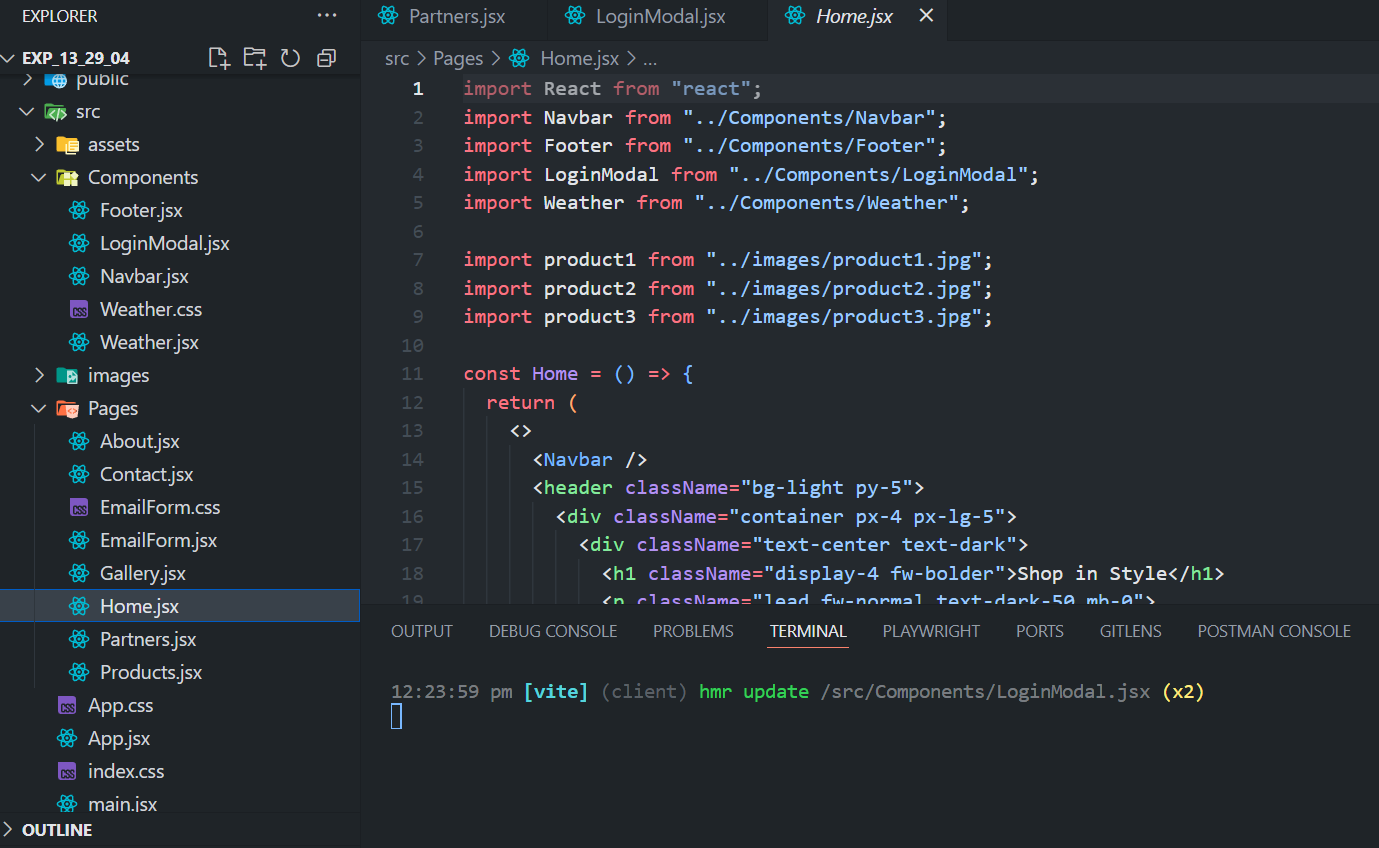 EXPLORER
EXP_13_29_04
public
src
assets
Components
Footer.jsx
LoginModal.jsx
Navbar.jsx
Weather.css
Weather.jsx
images
Pages
About.jsx
Contact.jsx
EmailForm.css
EmailForm.jsx
Gallery.jsx
Home.jsx
Partners.jsx
Products.jsx
App.css
App.jsx
index.css
main.jsx
OUTLINE
Partners.jsx LoginModal.jsx Home.jsx
src > Pages > Home.jsx > ...
1 import React from "react";
2 import Navbar from "../Components/Navbar";
3 import Footer from "../Components/Footer";
4 import LoginModal from "../Components/LoginModal";
5 import Weather from "../Components/Weather";
6
7 import product1 from "../images/product1.jpg";
8 import product2 from "../images/product2.jpg";
9 import product3 from "../images/product3.jpg";
10
11 const Home = () => {
12 return (
13 <>
14 <Navbar />
15 <header className="bg-light py-5">
16 <div className="container px-4 px-lg-5">
17 <div className="text-center text-dark">
18 <h1 className="display-4 fw-bolder">Shop in Style</h1>
19 <p className="lead fw-normal text-dark-50 mb-0">
OUTPUT DEBUG CONSOLE PROBLEMS TERMINAL PLAYWRIGHT PORTS GITLENS POSTMAN CONSOLE
12:23:59 pm [vite] (client) hmr update /src/Components/LoginModal.jsx (x2)